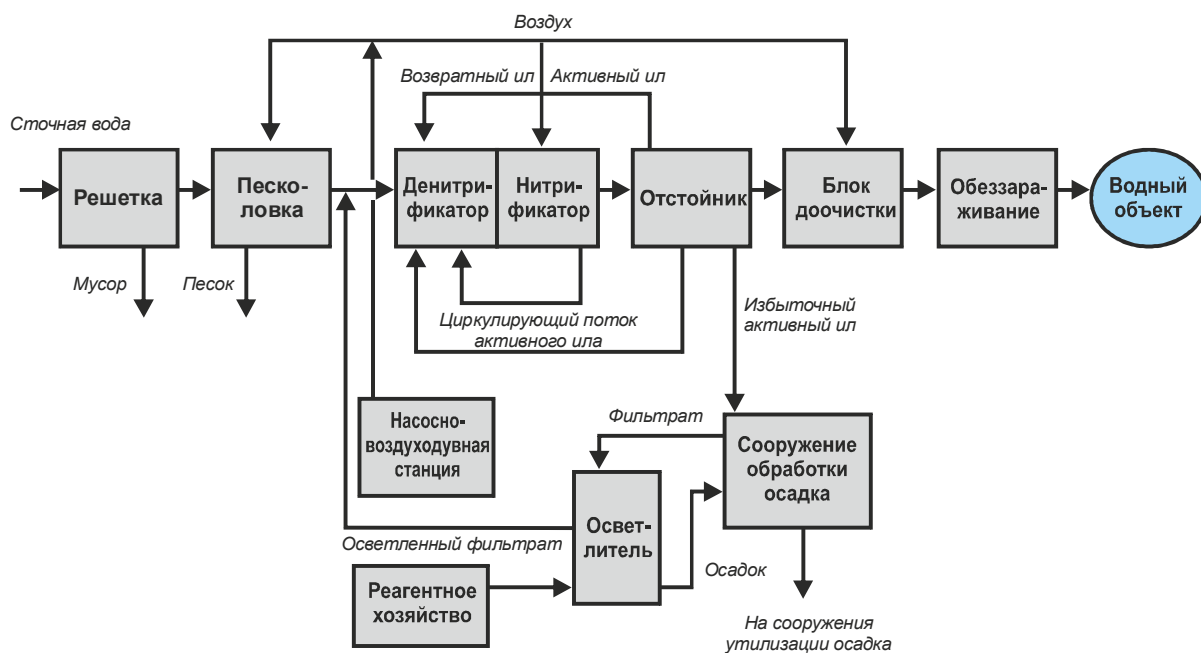 Воздух
Возвратный ил
Активный ил
Сточная вода
Решетка
Песко-
ловка
Денитри-
фикатор
Нитри-
фикатор
Отстойник
Блок
доочистки
Обеззара-
живание
Водный
объект
Мусор
Песок
Циркулирующий поток
активного ила
Избыточный
активный ил
Насосно-
воздуходувная
станция
Фильтрат
Сооружение
обработки
осадка
Освет-
литель
Осветленный фильтрат
Осадок
Реагентное
хозяйство
На сооружения
утилизации осадка